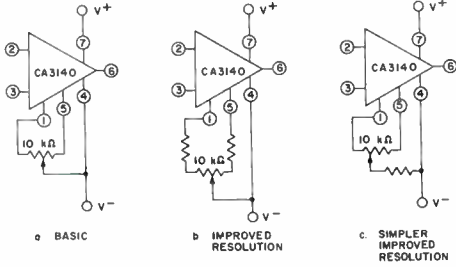 V+ V+ V+
7 7 7
2 2 2
CA3140 CA3140 CA3140
6 6 6
3 3 3
5 4 5 4 5 4
1 1 1
10 kΩ 10 kΩ 10 kΩ
V- V- V-
a BASIC
b IMPROVED
RESOLUTION
c. SIMPLER
IMPROVED
RESOLUTION